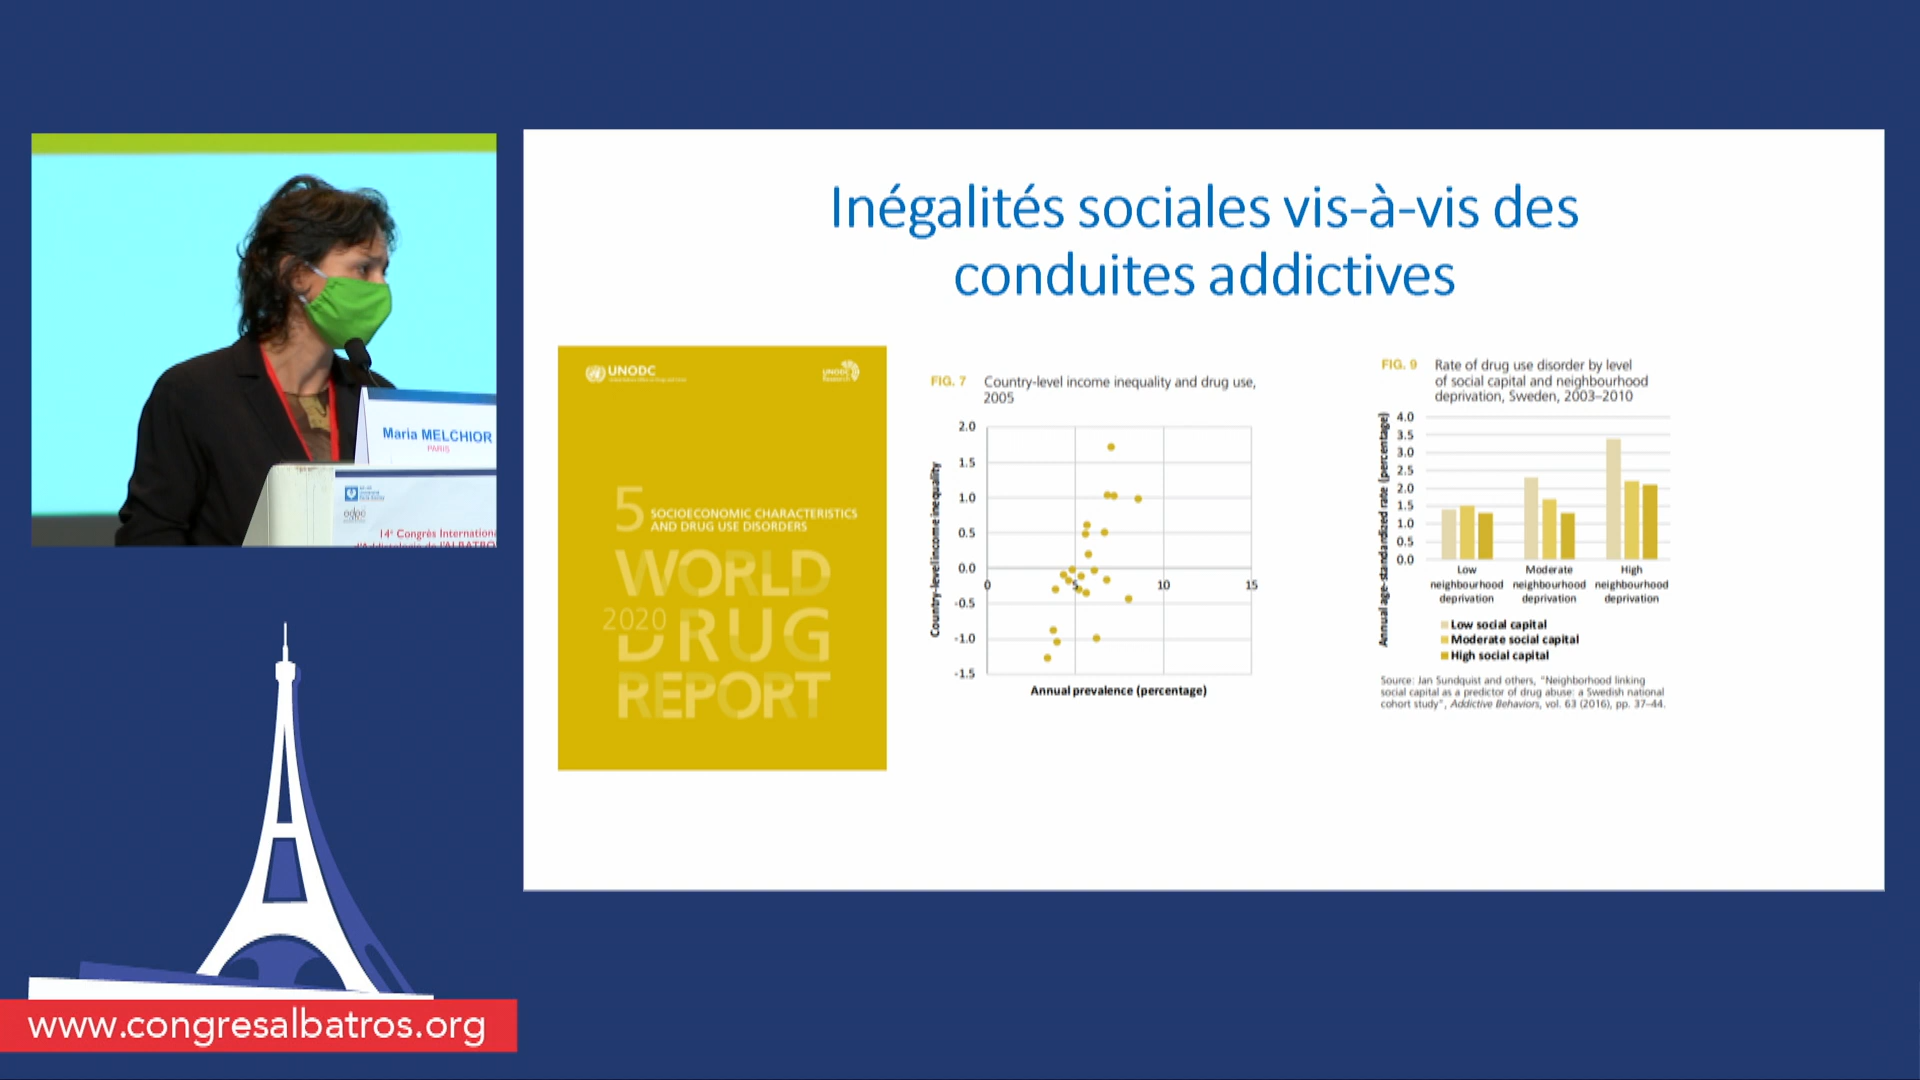 Inégalités sociales vis-à-vis des
conduites addictives
Maria MELCHIOR
PARIS
14e Congrès Internation
d'Addictologie de l'ALBATRO
www.congresalbatros.org
UNODC
UNODC
Research
5 SOCIOECONOMIC CHARACTERISTICS
AND DRUG USE DISORDERS
WORLD
2020
DRUG
REPORT
FIG. 7 Country-level income inequality and drug use,
2005
Country-level income inequality
2.0
1.5
1.0
0.5
0.0
-0.5
-1.0
-1.5
0 5 10 15
Annual prevalence (percentage)
FIG. 9 Rate of drug use disorder by level
of social capital and neighbourhood
deprivation, Sweden, 2003–2010
Annual age-standardized rate (percentage)
4.0
3.5
3.0
2.5
2.0
1.5
1.0
0.5
0.0
Low neighbourhood deprivation
Moderate neighbourhood deprivation
High neighbourhood deprivation
Low social capital
Moderate social capital
High social capital
Source: Jan Sundquist and others, "Neighborhood linking
social capital as a predictor of drug abuse: a Swedish national
cohort study", Addictive Behaviors, vol. 63 (2016), pp. 37–44.